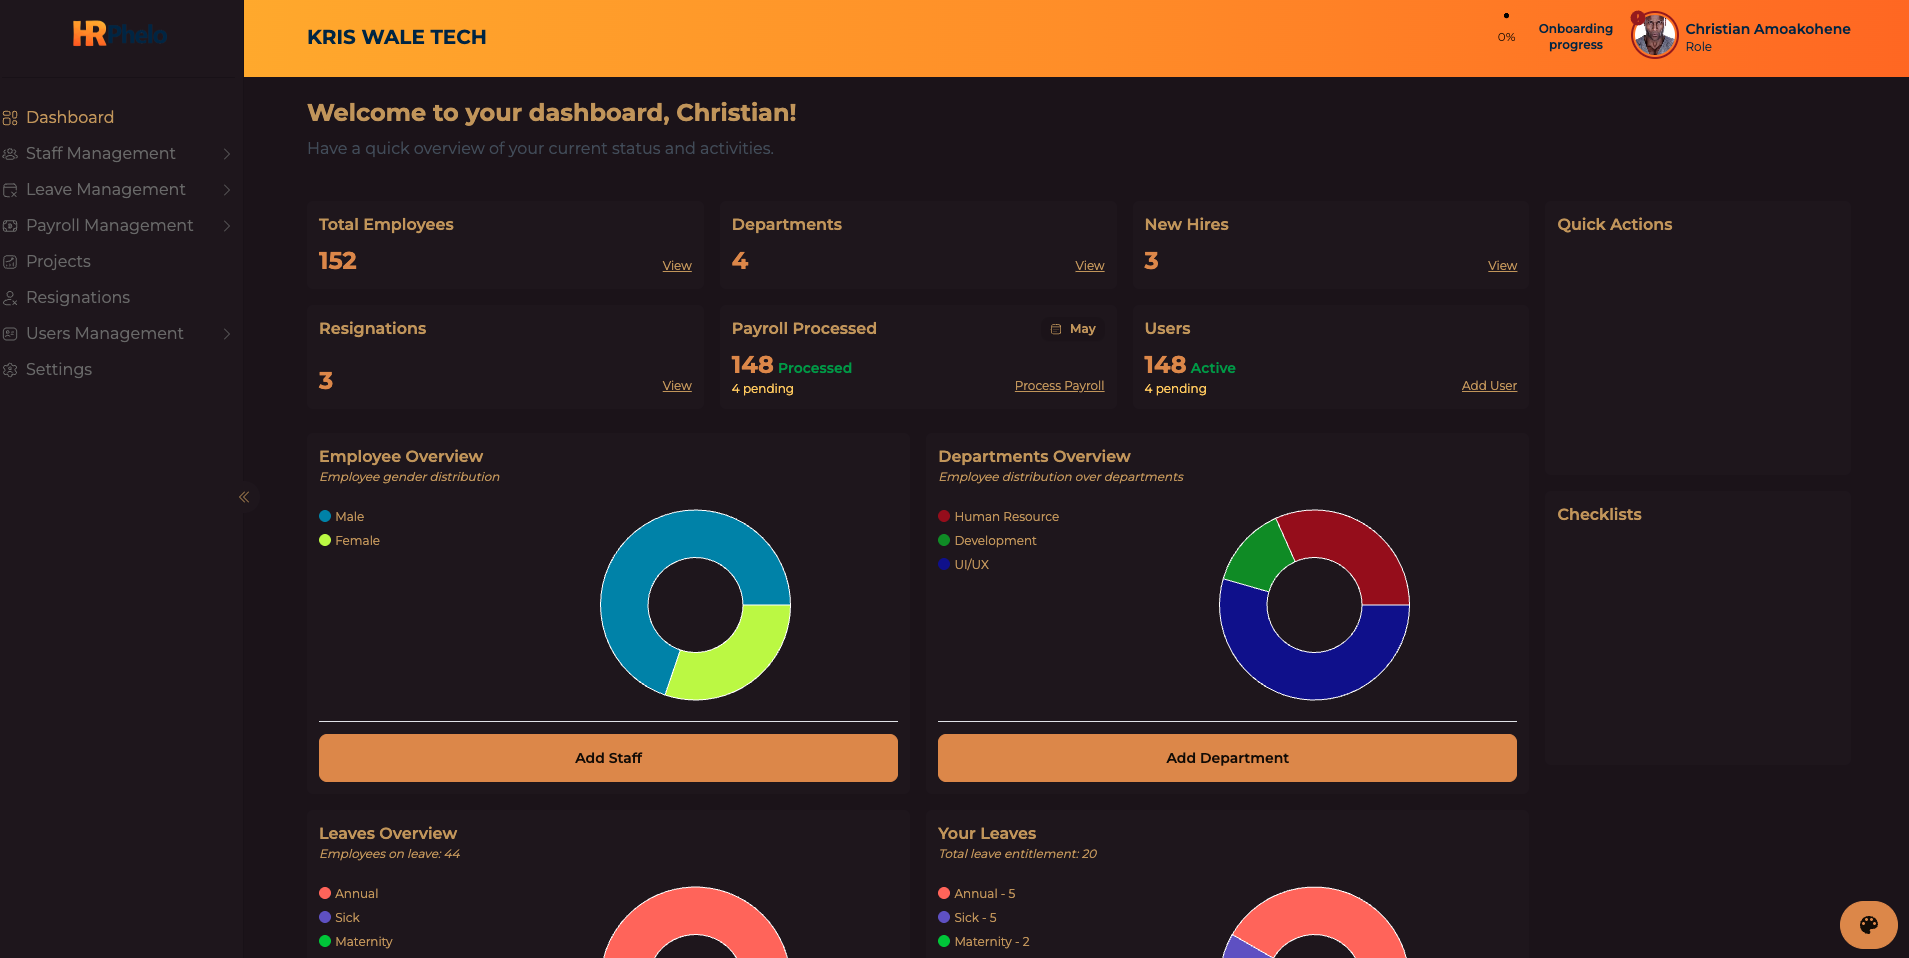 HRPhelo
KRIS WALE TECH
0%
Onboarding
progress
Christian Amoakohene
Role
Dashboard
Staff Management
Leave Management
Payroll Management
Projects
Resignations
Users Management
Settings
Welcome to your dashboard, Christian!
Have a quick overview of your current status and activities.
Total Employees
152
View
Departments
4
View
New Hires
3
View
Quick Actions
Resignations
3
View
Payroll Processed
May
148 Processed
4 pending
Process Payroll
Users
148 Active
4 pending
Add User
Employee Overview
Employee gender distribution
Male
Female
Add Staff
Departments Overview
Employee distribution over departments
Human Resource
Development
UI/UX
Add Department
Checklists
Leaves Overview
Employees on leave: 44
Annual
Sick
Maternity
Your Leaves
Total leave entitlement: 20
Annual - 5
Sick - 5
Maternity - 2